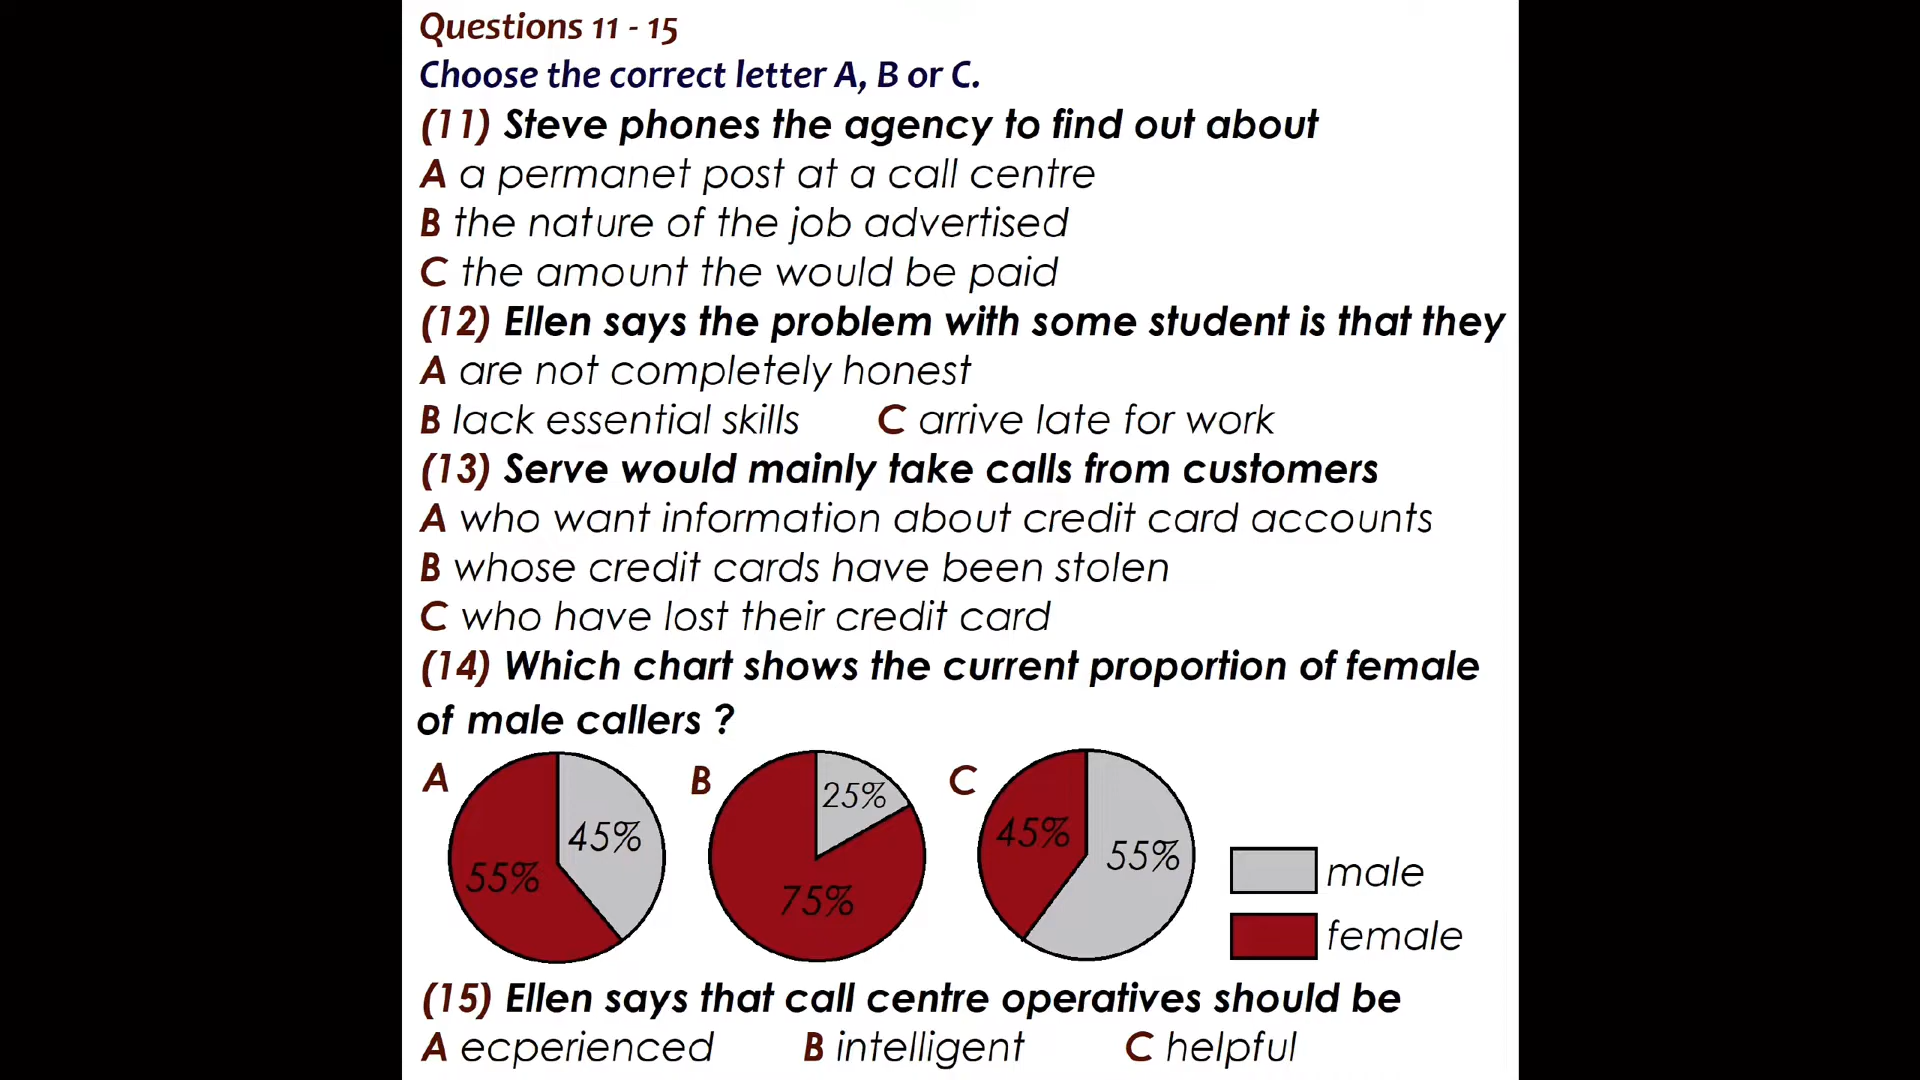 Questions 11 - 15
Choose the correct letter A, B or C.
(11) Steve phones the agency to find out about
A a permanet post at a call centre
B the nature of the job advertised
C the amount the would be paid
(12) Ellen says the problem with some student is that they
A are not completely honest
B lack essential skills C arrive late for work
(13) Serve would mainly take calls from customers
A who want information about credit card accounts
B whose credit cards have been stolen
C who have lost their credit card
(14) Which chart shows the current proportion of female
of male callers ?
A 45% 55%
B 25% 75%
C 45% 55%
male
female
(15) Ellen says that call centre operatives should be
A ecperienced B intelligent C helpful